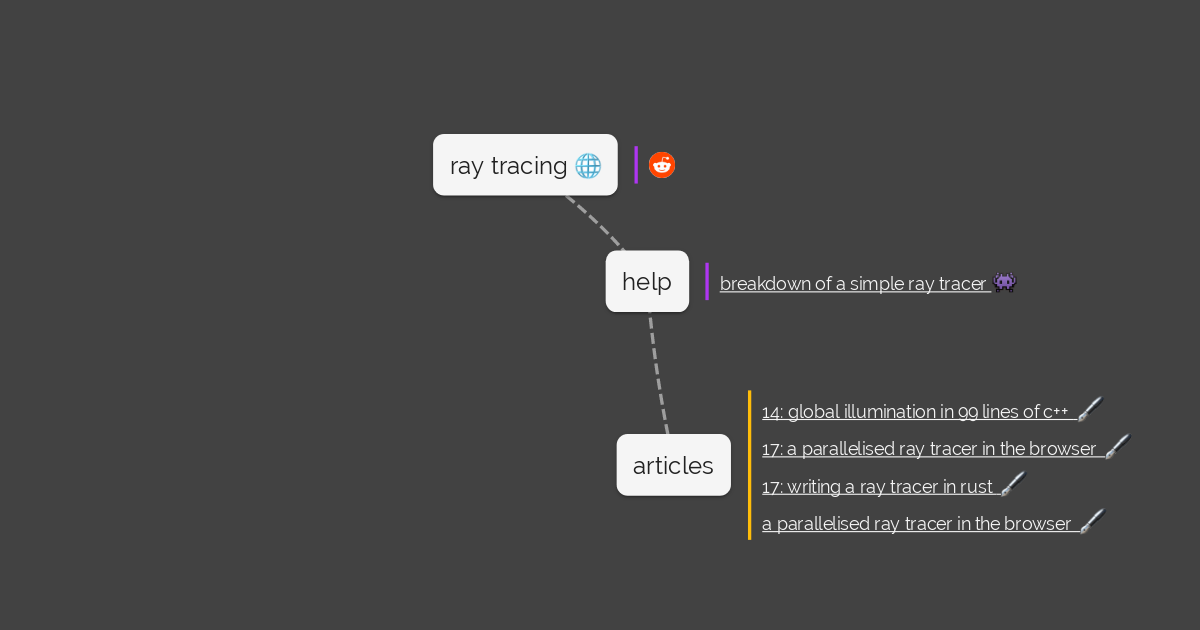 ray tracing
help
breakdown of a simple ray tracer
14: global illumination in 99 lines of c++
17: a parallelised ray tracer in the browser
articles
17: writing a ray tracer in rust
a parallelised ray tracer in the browser